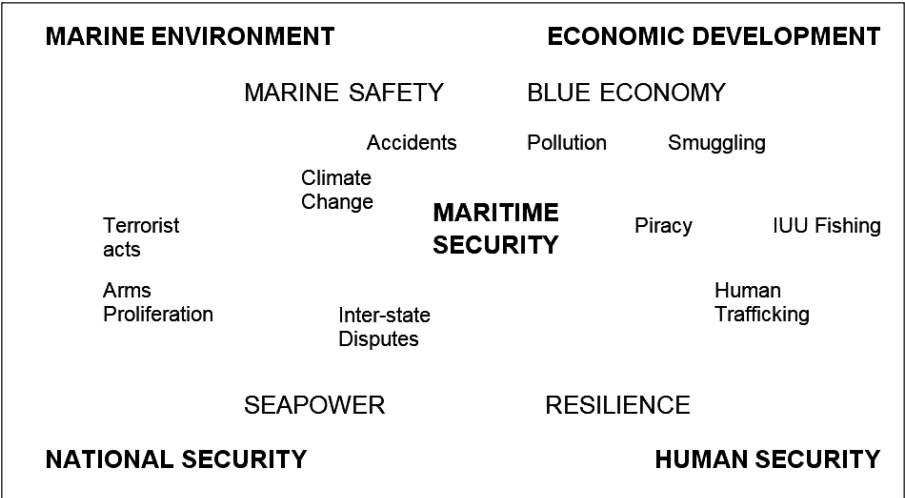 MARINE ENVIRONMENT
ECONOMIC DEVELOPMENT
MARINE SAFETY
BLUE ECONOMY
Accidents
Pollution
Smuggling
Climate
Change
MARITIME
SECURITY
Terrorist
acts
Piracy
IUU Fishing
Arms
Proliferation
Inter-state
Disputes
Human
Trafficking
SEAPOWER
RESILIENCE
NATIONAL SECURITY
HUMAN SECURITY